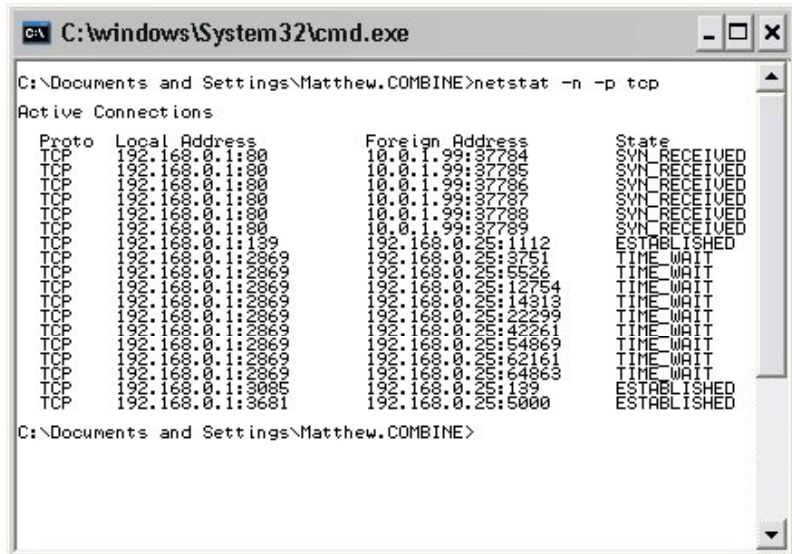 C:\windows\System32\cmd.exe
C:\Documents and Settings\Matthew.COMBINE>netstat -n -p tcp
Active Connections
Proto Local Address Foreign Address State
TCP 192.168.0.1:80 10.0.1.99:37784 SYN_RECEIVED
TCP 192.168.0.1:80 10.0.1.99:37785 SYN_RECEIVED
TCP 192.168.0.1:80 10.0.1.99:37786 SYN_RECEIVED
TCP 192.168.0.1:80 10.0.1.99:37787 SYN_RECEIVED
TCP 192.168.0.1:80 10.0.1.99:37788 SYN_RECEIVED
TCP 192.168.0.1:80 10.0.1.99:37789 SYN_RECEIVED
TCP 192.168.0.1:139 192.168.0.25:1112 ESTABLISHED
TCP 192.168.0.1:2869 192.168.0.25:3751 TIME_WAIT
TCP 192.168.0.1:2869 192.168.0.25:5526 TIME_WAIT
TCP 192.168.0.1:2869 192.168.0.25:12754 TIME_WAIT
TCP 192.168.0.1:2869 192.168.0.25:14313 TIME_WAIT
TCP 192.168.0.1:2869 192.168.0.25:22299 TIME_WAIT
TCP 192.168.0.1:2869 192.168.0.25:42261 TIME_WAIT
TCP 192.168.0.1:2869 192.168.0.25:54869 TIME_WAIT
TCP 192.168.0.1:2869 192.168.0.25:62161 TIME_WAIT
TCP 192.168.0.1:2869 192.168.0.25:64863 TIME_WAIT
TCP 192.168.0.1:3085 192.168.0.25:139 ESTABLISHED
TCP 192.168.0.1:3681 192.168.0.25:5000 ESTABLISHED
C:\Documents and Settings\Matthew.COMBINE>